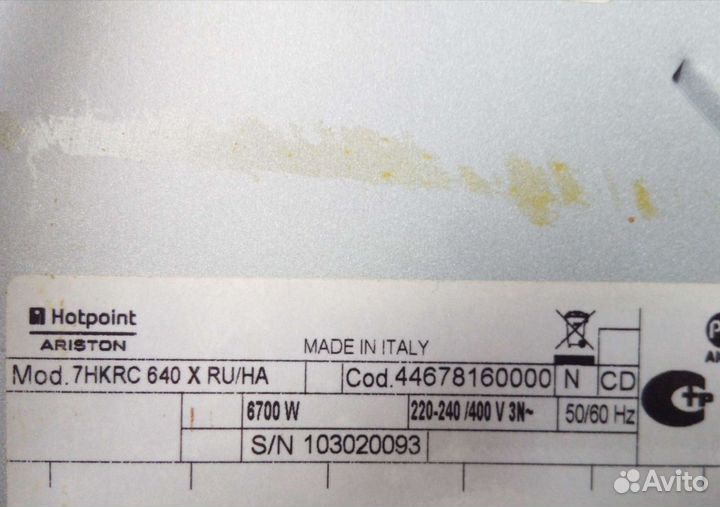 Hotpoint
ARISTON
MADE IN ITALY
Mod. 7HKRC 640 X RU/HA Cod. 44678160000 N CD
6700 W 220-240 /400 V 3N~ 50/60 Hz
S/N 103020093
Avito